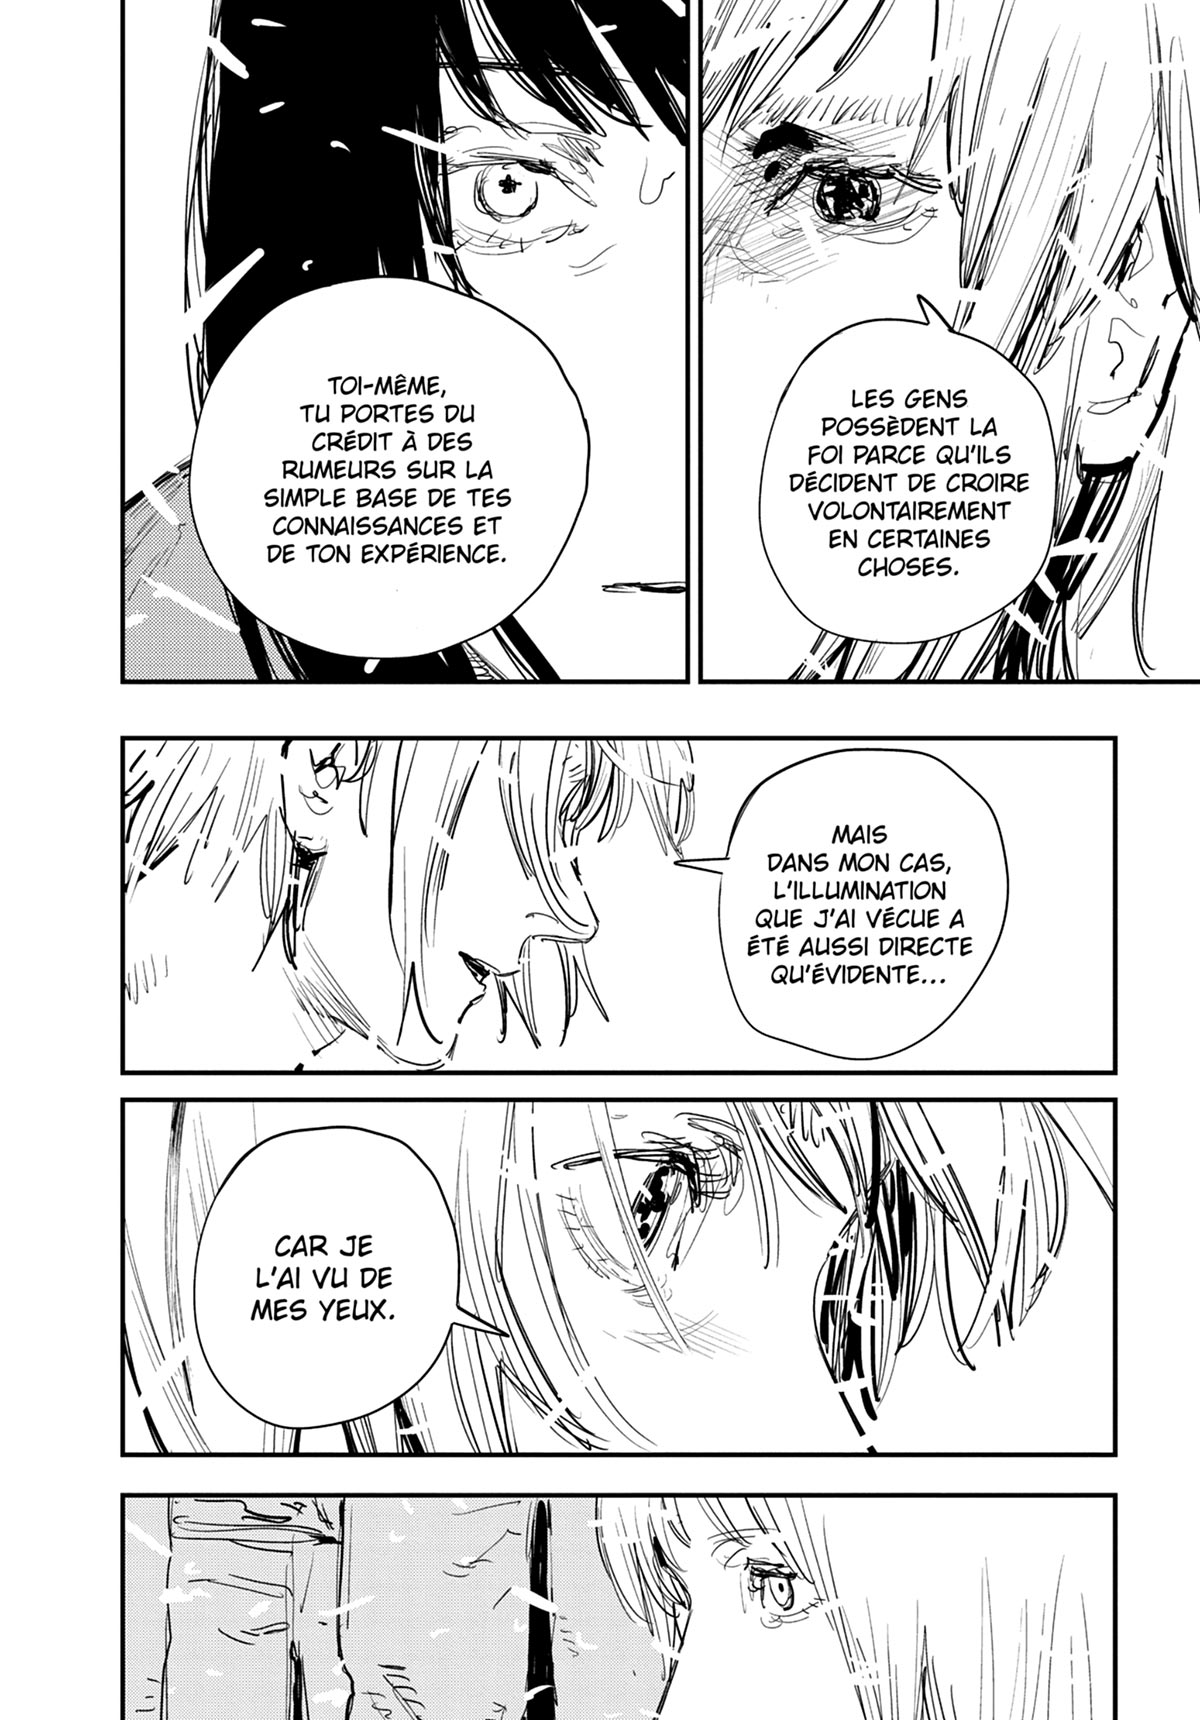 LES GENS
POSSÈDENT LA
FOI PARCE QU'ILS
DÉCIDENT DE CROIRE
VOLONTAIREMENT
EN CERTAINES
CHOSES.
TOI-MÊME,
TU PORTES DU
CRÉDIT À DES
RUMEURS SUR LA
SIMPLE BASE DE TES
CONNAISSANCES ET
DE TON EXPÉRIENCE.
MAIS
DANS MON CAS,
L'ILLUMINATION
QUE J'AI VÉCUE A
ÉTÉ AUSSI DIRECTE
QU'ÉVIDENTE...
CAR JE
L'AI VU DE
MES YEUX.